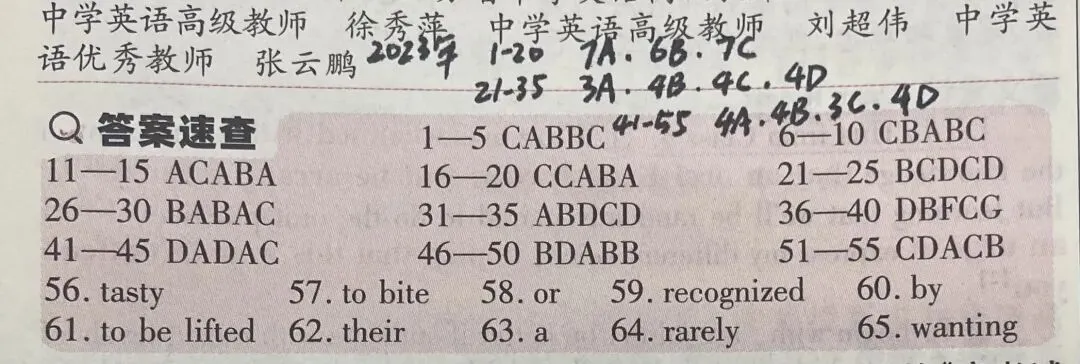 中学英语高级教师 徐秀萍 中学英语高级教师 刘超伟 中学英
语优秀教师 张云鹏 2023年 1-20 7A. 6B. 7C
21-35 3A. 4B. 4C. 4D
41-55 4A. 4B. 3C. 4D
答案速查 1—5 CABBC 6—10 CBABC
11—15 ACABA 16—20 CCABA 21—25 BCDCD
26—30 BABAC 31—35 ABDCD 36—40 DBFCG
41—45 DADAC 46—50 BDABB 51—55 CDACB
56. tasty 57. to bite 58. or 59. recognized 60. by
61. to be lifted 62. their 63. a 64. rarely 65. wanting